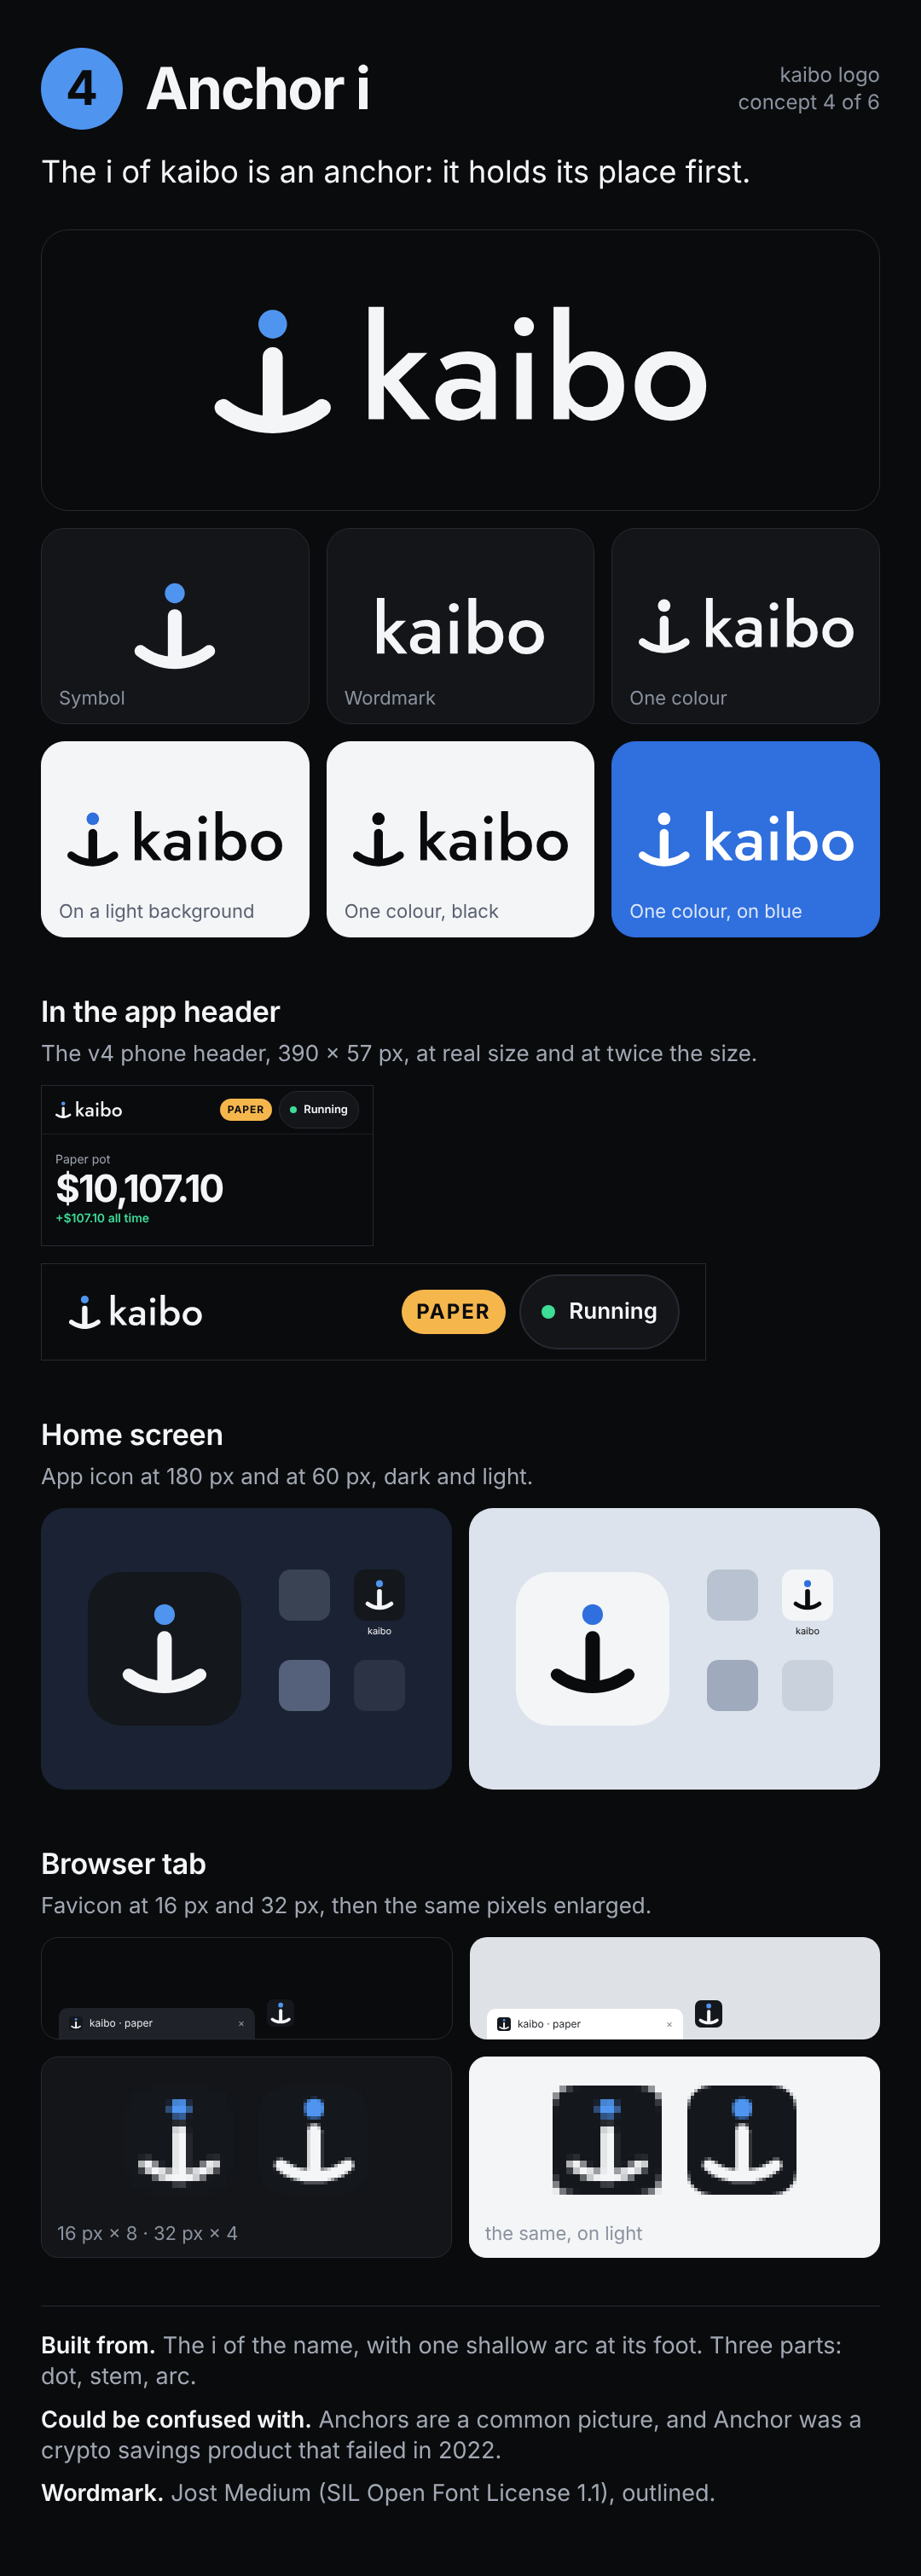 4
Anchor i
kaibo logo
concept 4 of 6
The i of kaibo is an anchor: it holds its place first.
kaibo
Symbol
kaibo
Wordmark
kaibo
One colour
kaibo
On a light background
kaibo
One colour, black
kaibo
One colour, on blue
In the app header
The v4 phone header, 390 × 57 px, at real size and at twice the size.
kaibo
PAPER
Running
Paper pot
$10,107.10
+$107.10 all time
kaibo
PAPER
Running
Home screen
App icon at 180 px and at 60 px, dark and light.
kaibo
kaibo
Browser tab
Favicon at 16 px and 32 px, then the same pixels enlarged.
kaibo · paper ×
kaibo · paper ×
16 px × 8 · 32 px × 4
the same, on light
Built from. The i of the name, with one shallow arc at its foot. Three parts:
dot, stem, arc.
Could be confused with. Anchors are a common picture, and Anchor was a
crypto savings product that failed in 2022.
Wordmark. Jost Medium (SIL Open Font License 1.1), outlined.